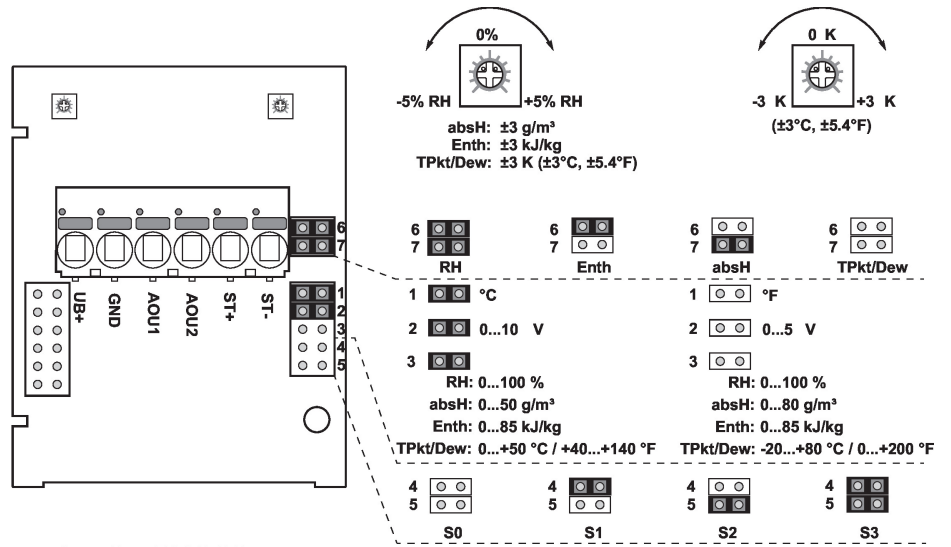 0%
-5% RH +5% RH
absH: ±3 g/m³
Enth: ±3 kJ/kg
TPkt/Dew: ±3 K (±3°C, ±5.4°F)
0 K
-3 K +3 K
(±3°C, ±5.4°F)
6
7
UB+
GND
AOU1
AOU2
ST+
ST-
1
2
3
4
5
6 6 6 6
7 7 7 7
RH Enth absH TPkt/Dew
1 °C 1 °F
2 0...10 V 2 0...5 V
3 3
RH: 0...100 % RH: 0...100 %
absH: 0...50 g/m³ absH: 0...80 g/m³
Enth: 0...85 kJ/kg Enth: 0...85 kJ/kg
TPkt/Dew: 0...+50 °C / +40...+140 °F TPkt/Dew: -20...+80 °C / 0...+200 °F
4 4 4 4
5 5 5 5
S0 S1 S2 S3